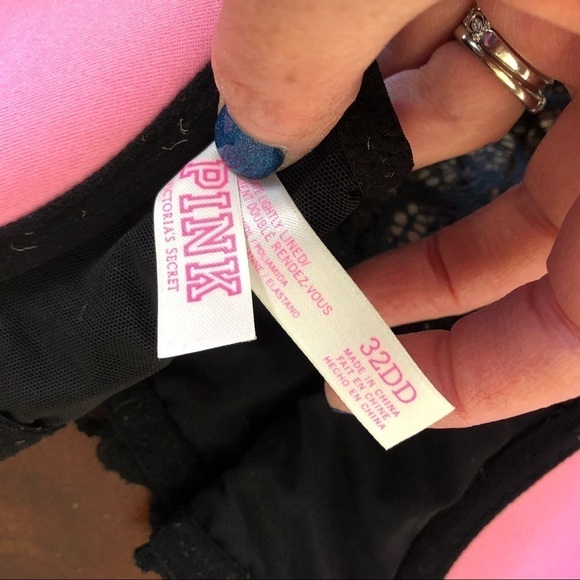 PINK
VICTORIA'S SECRET
LIGHTLY LINED/
DOUBLE RENDEZ-VOUS
POLIAMIDA
/ELASTANO
32DD
MADE IN CHINA
FAIT EN CHINE
HECHO EN CHINA